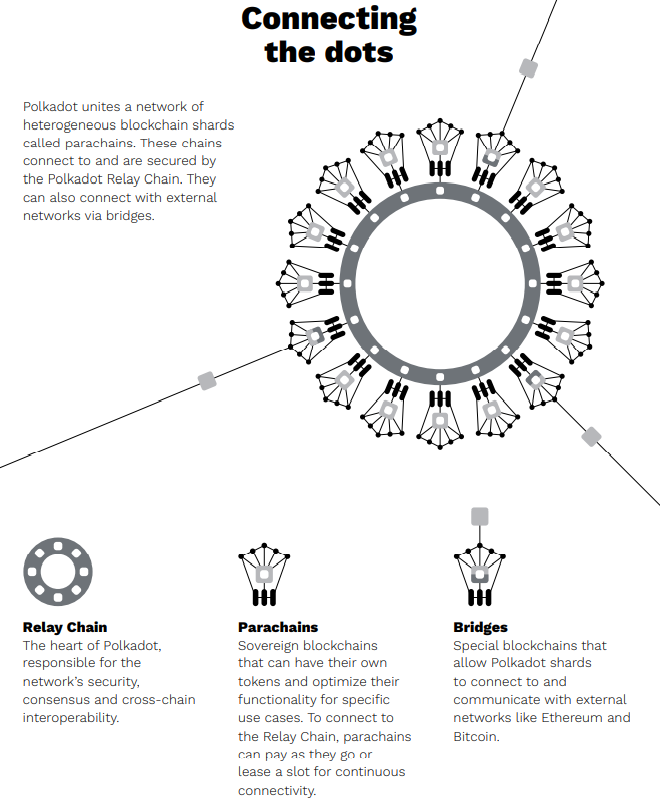 Connecting
the dots
Polkadot unites a network of
heterogeneous blockchain shards
called parachains. These chains
connect to and are secured by
the Polkadot Relay Chain. They
can also connect with external
networks via bridges.
Relay Chain
The heart of Polkadot,
responsible for the
network's security,
consensus and cross-chain
interoperability.
Parachains
Sovereign blockchains
that can have their own
tokens and optimize their
functionality for specific
use cases. To connect to
the Relay Chain, parachains
can pay as they go or
lease a slot for continuous
connectivity.
Bridges
Special blockchains that
allow Polkadot shards
to connect to and
communicate with external
networks like Ethereum and
Bitcoin.